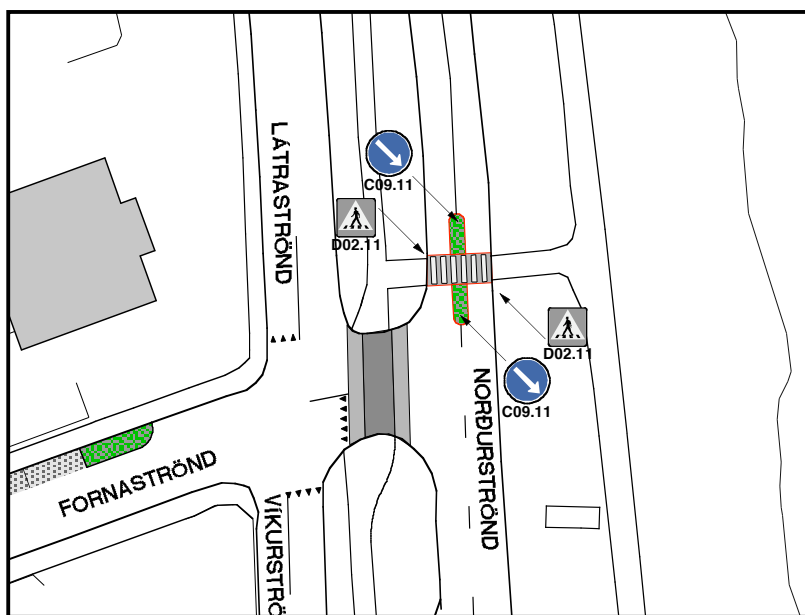 LÁTRASTRÖND
C09.11
D02.11
D02.11
C09.11
NORÐURSTRÖND
FORNASTRÖND
VÍKURSTRÖ